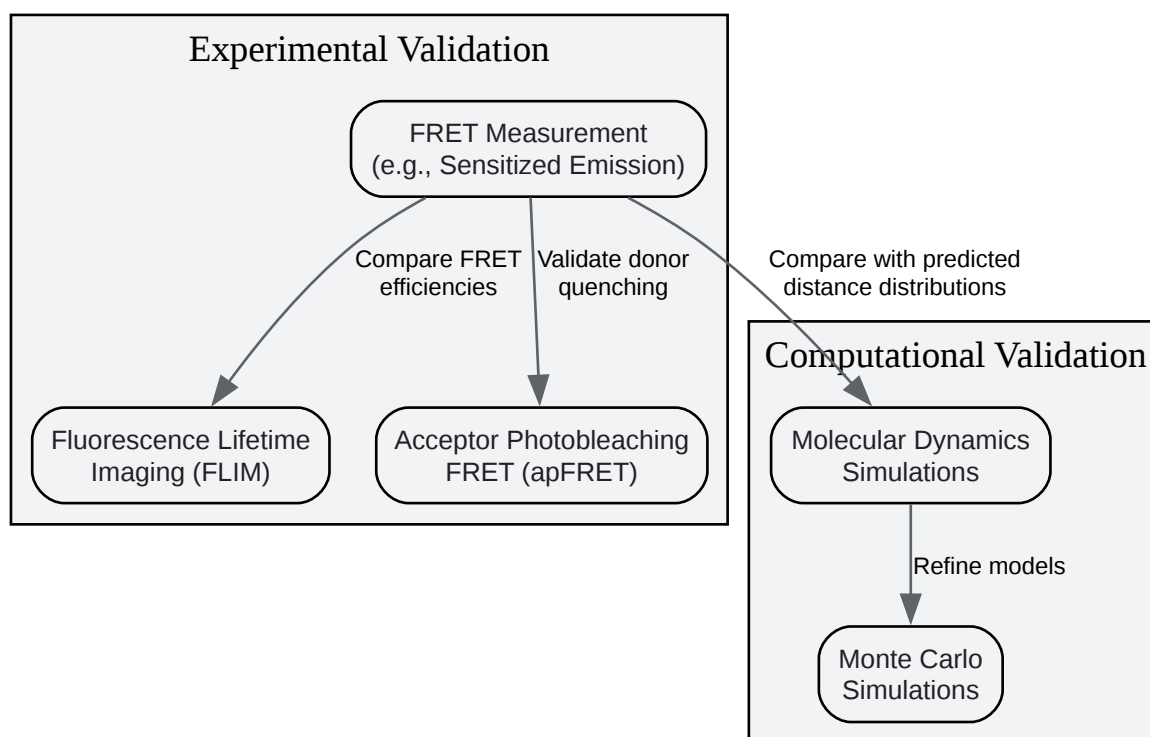 Experimental Validation
FRET Measurement
(e.g., Sensitized Emission)
Compare FRET
efficiencies
Validate donor
quenching
Compare with predicted
distance distributions
Computational Validation
Fluorescence Lifetime
Imaging (FLIM)
Acceptor Photobleaching
FRET (apFRET)
Molecular Dynamics
Simulations
Refine models
Monte Carlo
Simulations